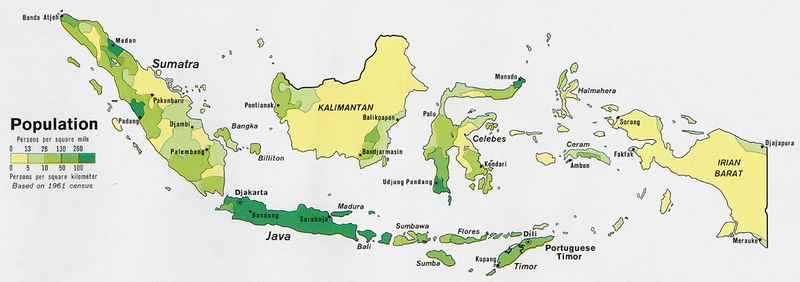 Banda Atjeh
Medan
Sumatra
Pakanbaru
Padang
Djambi
Palembang
Bangka
Billiton
Pontianak
KALIMANTAN
Balikpapan
Bandjarmasin
Manado
Palu
Celebes
Kendari
Udjung Pandang
Halmahera
Sorong
Ceram
Ambon
Fakfak
Djajapura
IRIAN
BARAT
Merauke
Population
Persons per square mile
0 13 26 130 260
0 5 10 50 100
Persons per square kilometer
Based on 1961 census
Djakarta
Bandung
Surabaja
Madura
Java
Bali
Sumbawa
Flores
Sumba
Dili
Portuguese
Timor
Kupang
Timor